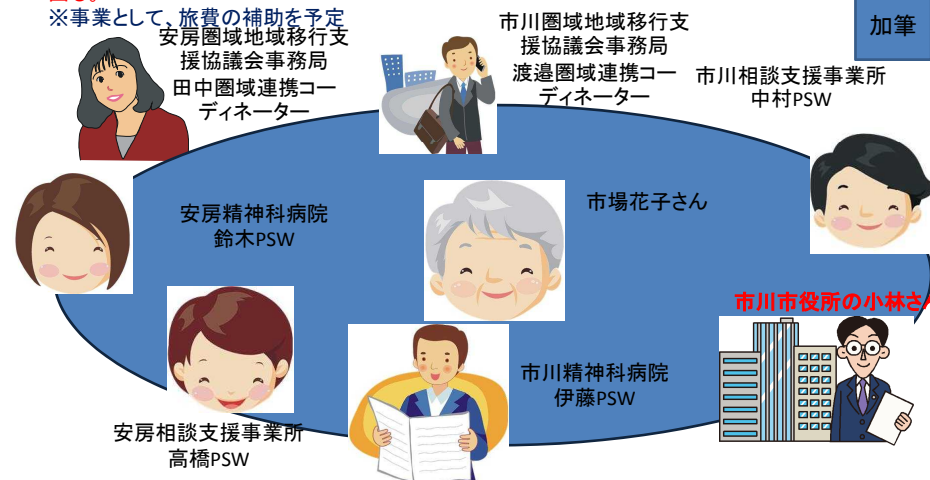 ※事業として、旅費の補助を予定
安房圏域地域移行支
援協議会事務局
田中圏域連携コー
ディネーター
市川圏域地域移行支
援協議会事務局
渡邉圏域連携コー
ディネーター
加筆
市川相談支援事業所
中村PSW
安房精神科病院
鈴木PSW
市場花子さん
市川市役所の小林さん
市川精神科病院
伊藤PSW
安房相談支援事業所
高橋PSW